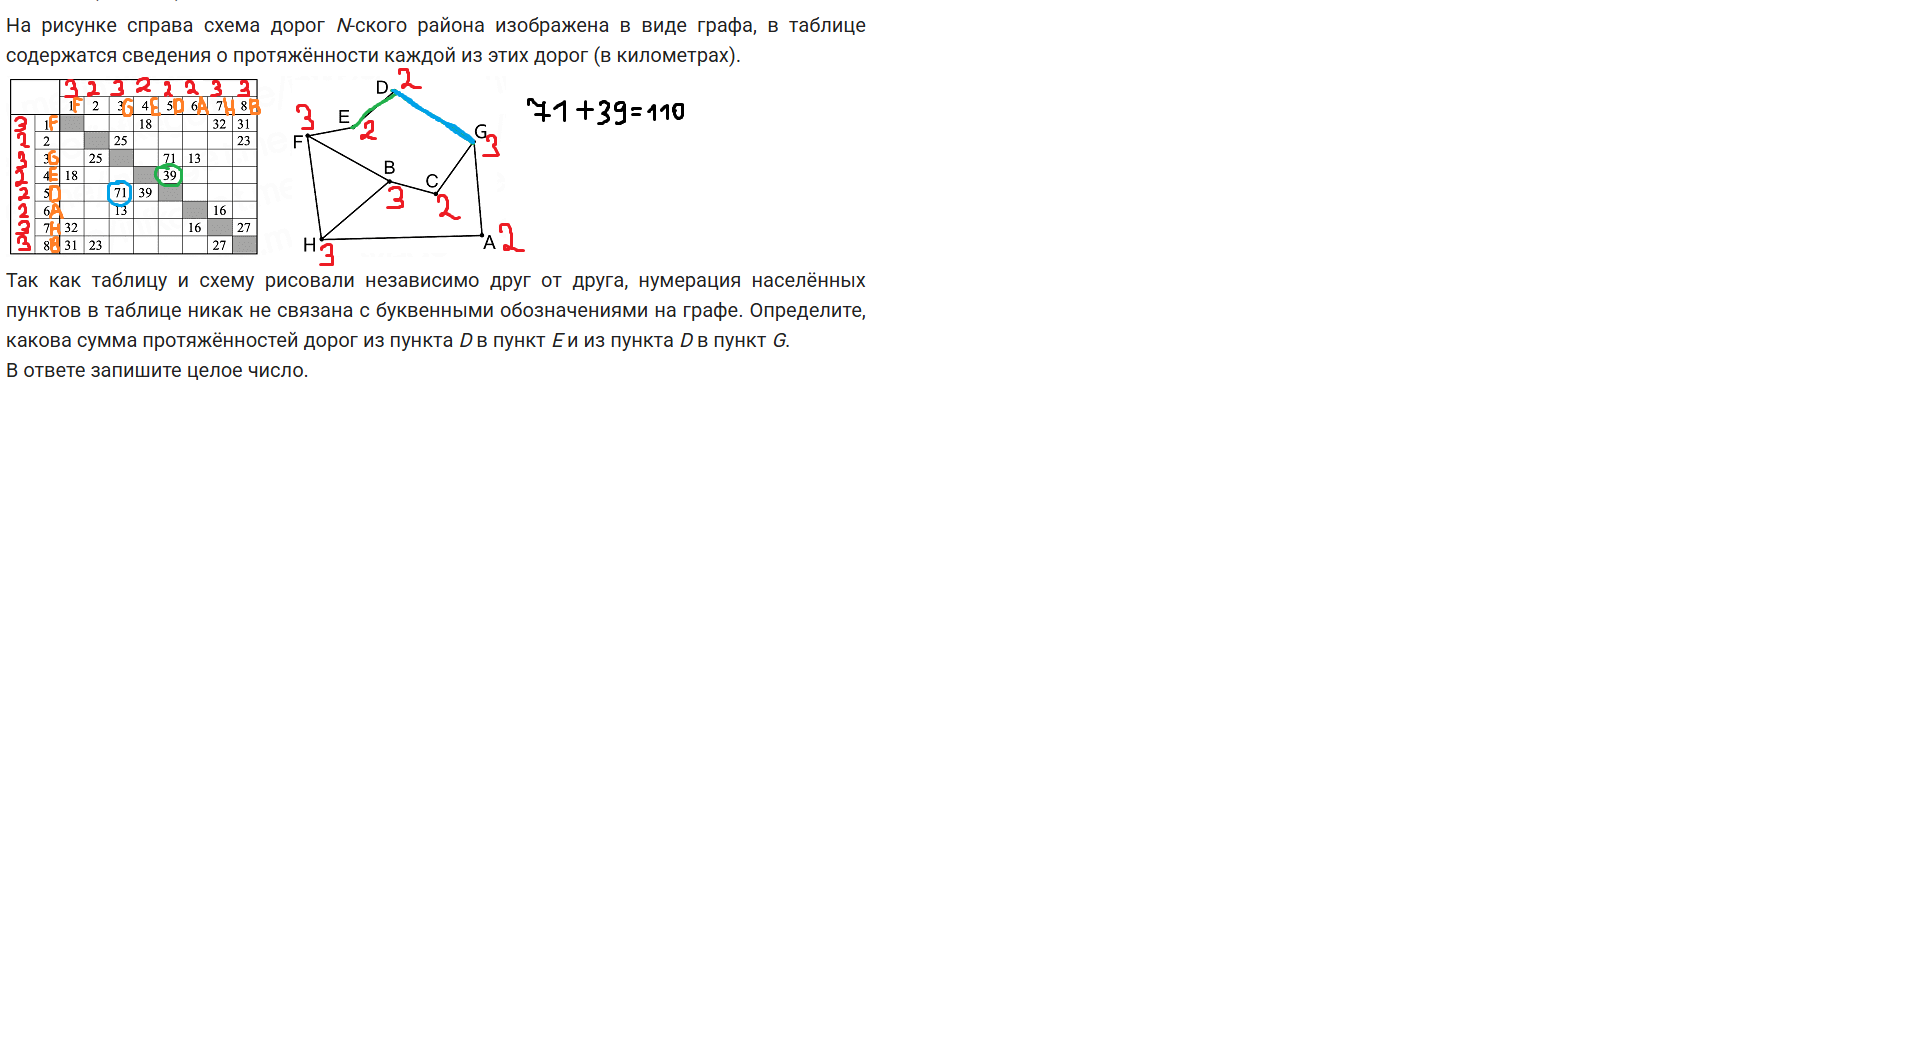 На рисунке справа схема дорог N-ского района изображена в виде графа, в таблице
содержатся сведения о протяжённости каждой из этих дорог (в километрах).
3 2 3 2 2 2 3 3
1 F 2 3 G 4 E 5 D 6 A 7 H 8 B
3 1 F 18 32 31
2 2 25 23
3 3 G 25 71 13
2 4 E 18 39
2 5 D 71 39
2 6 A 13 16
3 7 H 32 16 27
3 8 B 31 23 27
D 2
E 2
3 F
G 3
B 3
C 2
H 3
A 2
71+39=110
Так как таблицу и схему рисовали независимо друг от друга, нумерация населённых
пунктов в таблице никак не связана с буквенными обозначениями на графе. Определите,
какова сумма протяжённостей дорог из пункта D в пункт E и из пункта D в пункт G.
В ответе запишите целое число.